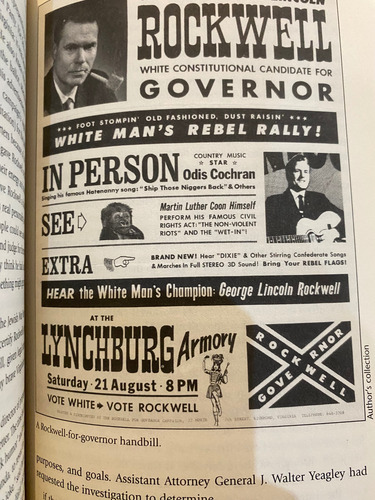 LINCOLN
ROCKWELL
WHITE CONSTITUTIONAL CANDIDATE FOR
GOVERNOR
*** FOOT STOMPIN' OLD FASHIONED, DUST RAISIN' ***
WHITE MAN'S REBEL RALLY!
IN PERSON
COUNTRY MUSIC
★ STAR ★
Odis Cochran
Singing his famous Hotenanny song: "Ship Those Niggers Back" & Others
SEE
Martin Luther Coon Himself
PERFORM HIS FAMOUS CIVIL
RIGHTS ACT: "THE NON-VIOLENT
RIOTS" AND THE "WET-IN"!
EXTRA
BRAND NEW! Hear "DIXIE" & Other Stirring Confederate Songs
& Marches In Full STEREO 3D Sound! Bring Your REBEL FLAGS!
HEAR the White Man's Champion: George Lincoln Rockwell
AT THE
LYNCHBURG Armory
Saturday · 21 August · 8 PM
VOTE WHITE VOTE ROCKWELL
ROCKWELL
GOVERNOR
Author's collection
A Rockwell-for-governor handbill.
purposes, and goals. Assistant Attorney General J. Walter Yeagley had
requested the investigation to determine